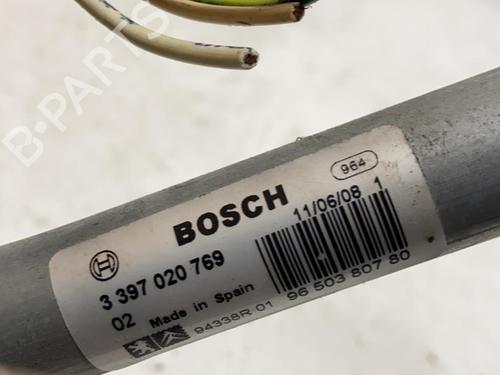 B-PARTS
964
BOSCH
11/06/08 1
3 397 020 769
02 Made in Spain
94338R 01
96 503 807 80